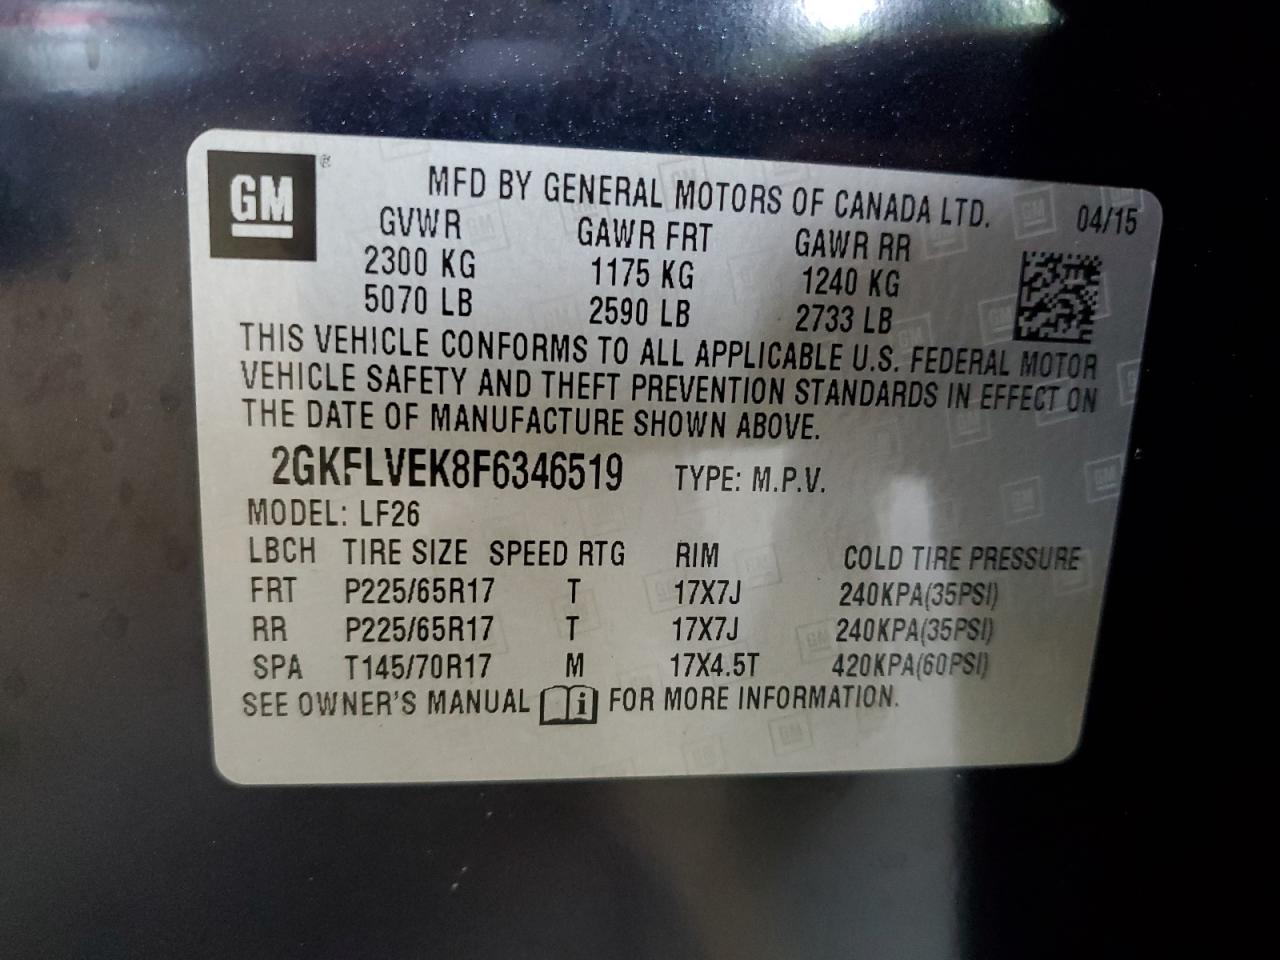 GM ® MFD BY GENERAL MOTORS OF CANADA LTD. 04/15
GVWR GAWR FRT GAWR RR
2300 KG 1175 KG 1240 KG
5070 LB 2590 LB 2733 LB
THIS VEHICLE CONFORMS TO ALL APPLICABLE U.S. FEDERAL MOTOR
VEHICLE SAFETY AND THEFT PREVENTION STANDARDS IN EFFECT ON
THE DATE OF MANUFACTURE SHOWN ABOVE.
2GKFLVEK8F6346519 TYPE: M.P.V.
MODEL: LF26
LBCH TIRE SIZE SPEED RTG RIM COLD TIRE PRESSURE
FRT P225/65R17 T 17X7J 240KPA(35PSI)
RR P225/65R17 T 17X7J 240KPA(35PSI)
SPA T145/70R17 M 17X4.5T 420KPA(60PSI)
SEE OWNER'S MANUAL i FOR MORE INFORMATION.